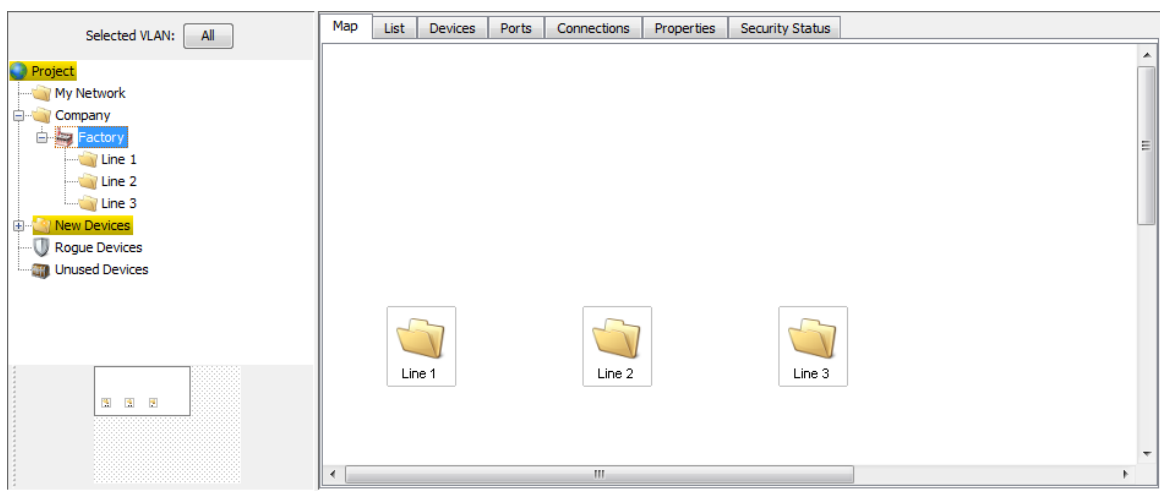 Selected VLAN: All
Project
My Network
Company
Factory
Line 1
Line 2
Line 3
New Devices
Rogue Devices
Unused Devices
Map List Devices Ports Connections Properties Security Status
Line 1 Line 2 Line 3